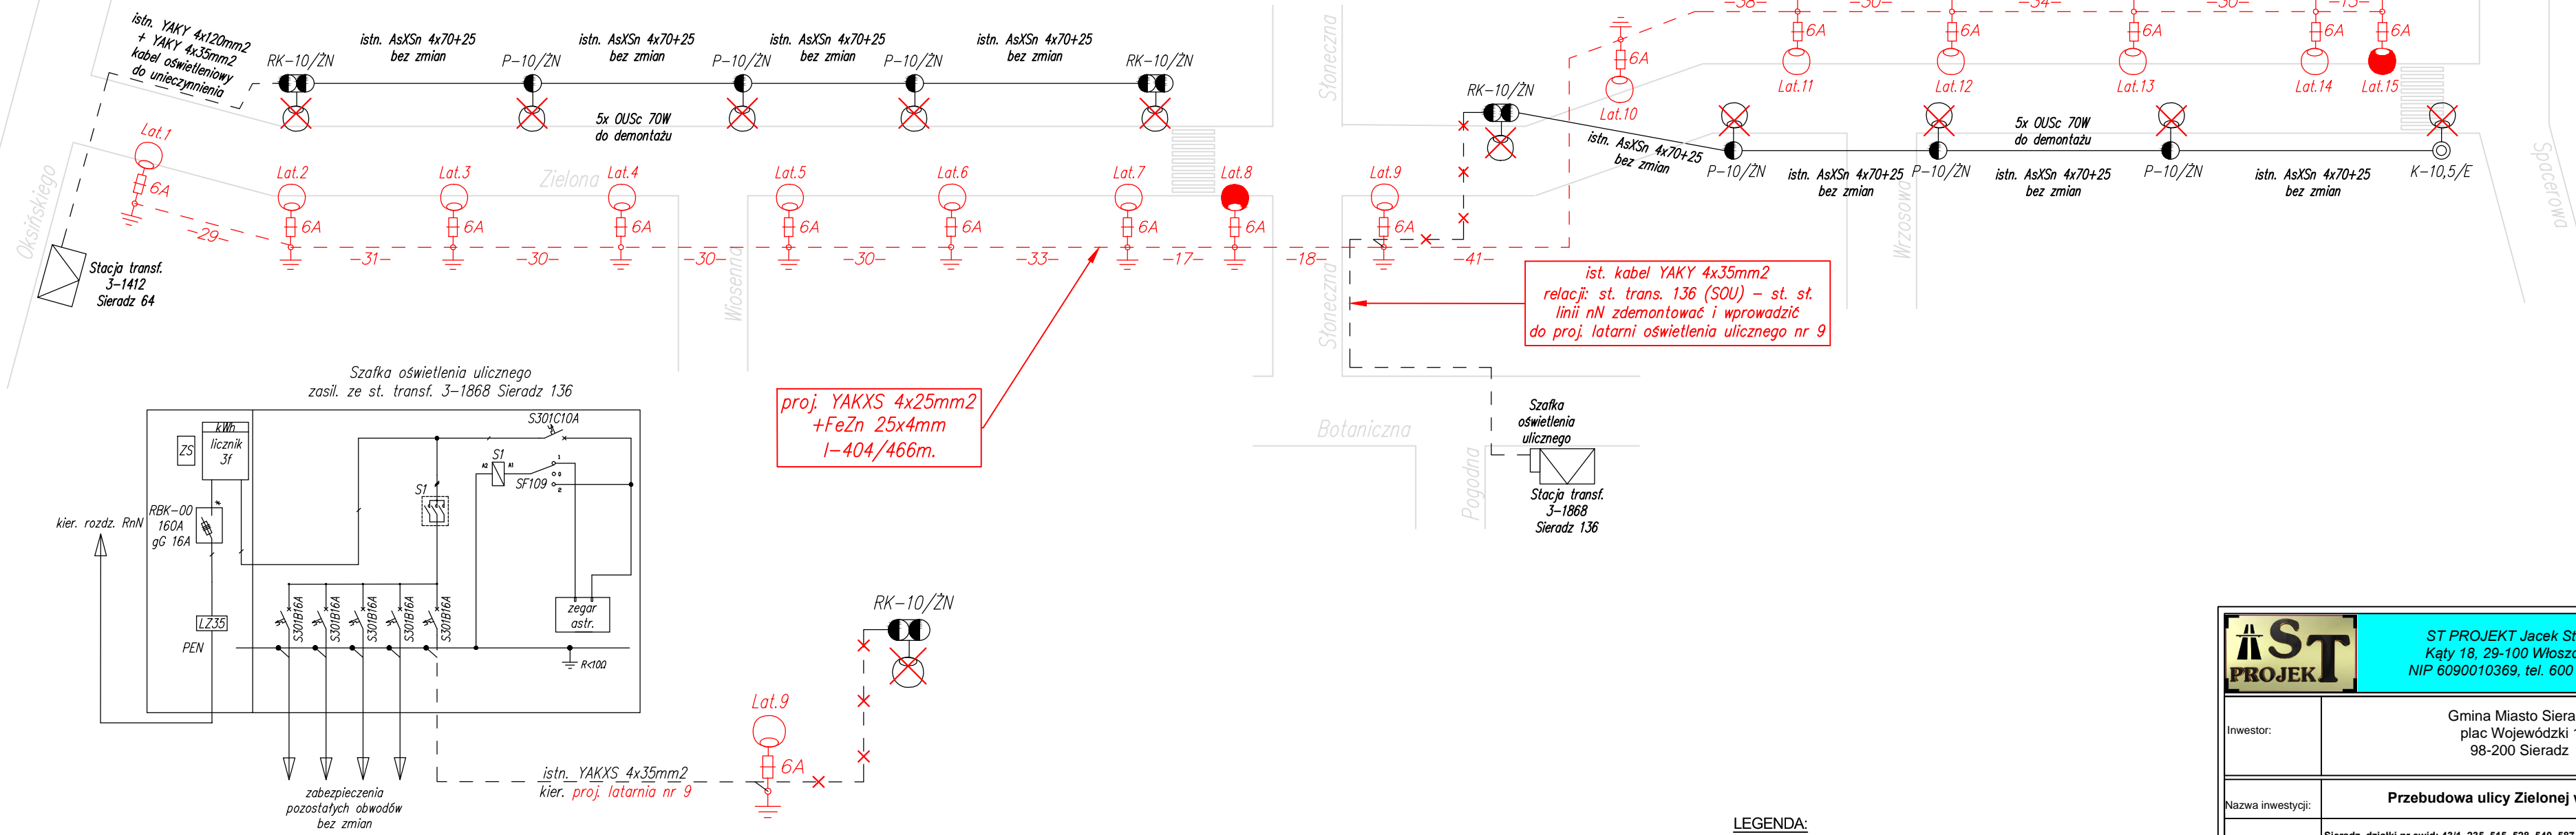 istn. YAKY 4x120mm2
+ YAKY 4x35mm2
kabel oświetleniowy
do unieczynnienia
RK-10/ŻN
istn. AsXSn 4x70+25
bez zmian
P-10/ŻN
istn. AsXSn 4x70+25
bez zmian
P-10/ŻN
istn. AsXSn 4x70+25
bez zmian
P-10/ŻN
istn. AsXSn 4x70+25
bez zmian
RK-10/ŻN
5x OUSc 70W
do demontażu
Słoneczna
-38-
-30-
-34-
-30-
-15-
6A
6A
6A
6A
6A
6A
Lat.10
Lat.11
Lat.12
Lat.13
Lat.14
Lat.15
RK-10/ŻN
istn. AsXSn 4x70+25
bez zmian
P-10/ŻN
istn. AsXSn 4x70+25
bez zmian
P-10/ŻN
5x OUSc 70W
do demontażu
istn. AsXSn 4x70+25
bez zmian
P-10/ŻN
istn. AsXSn 4x70+25
bez zmian
K-10,5/E
Spacerowa
Wrzosowa
Oksińskiego
Lat.1
6A
Lat.2
6A
Lat.3
6A
Zielona
Lat.4
6A
Lat.5
6A
Lat.6
6A
Lat.7
6A
Lat.8
6A
Lat.9
6A
-29-
-31-
-30-
-30-
-30-
-33-
-17-
-18-
-41-
Wiosenna
Słoneczna
Stacja transf.
3-1412
Sieradz 64
ist. kabel YAKY 4x35mm2
relacji: st. trans. 136 (SOU) - st. sł.
linii nN zdemontować i wprowadzić
do proj. latarni oświetlenia ulicznego nr 9
proj. YAKXS 4x25mm2
+FeZn 25x4mm
l-404/466m.
Botaniczna
Pogodna
Szafka
oświetlenia
ulicznego
Stacja transf.
3-1868
Sieradz 136
Szafka oświetlenia ulicznego
zasil. ze st. transf. 3-1868 Sieradz 136
ZS
kWh
licznik
3f
S301C10A
S1
A2
A1
1
0
2
SF109
S1
kier. rozdz. RnN
RBK-00
160A
gG 16A
*
LZ35
PEN
S301B16A
S301B16A
S301B16A
S301B16A
S301B16A
zegar
astr.
R<10Ω
zabezpieczenia
pozostałych obwodów
bez zmian
istn. YAKXS 4x35mm2
kier. proj. latarnia nr 9
Lat.9
6A
RK-10/ŻN
LEGENDA:
ST
PROJEKT
ST PROJEKT Jacek St
Kąty 18, 29-100 Włoszc
NIP 6090010369, tel. 600
Inwestor:
Gmina Miasto Siera
plac Wojewódzki 1
98-200 Sieradz
Nazwa inwestycji:
Przebudowa ulicy Zielonej